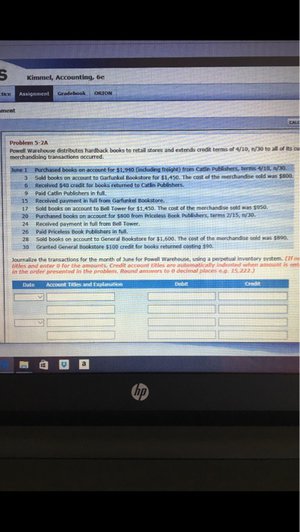 S Kimmel, Accounting, 6e
Assignment Gradebook ORION
ment
CALC
Problem 5-2A
Powell Warehouse distributes hardback books to retail stores and extends credit terms of 4/10, n/30 to all of its
merchandising transactions occurred.
June 1 Purchased books on account for $1,990 (including freight) from Catlin Publishers, terms 4/10, n/30.
3 Sold books on account to Garfunkel Bookstore for $1,450. The cost of the merchandise sold was $800.
6 Received $40 credit for books returned to Catlin Publishers.
9 Paid Catlin Publishers in full.
15 Received payment in full from Garfunkel Bookstore.
17 Sold books on account to Bell Tower for $1,450. The cost of the merchandise sold was $950.
20 Purchased books on account for $800 from Priceless Book Publishers, terms 2/15, n/30.
24 Received payment in full from Bell Tower.
26 Paid Priceless Book Publishers in full.
28 Sold books on account to General Bookstore for $1,600. The cost of the merchandise sold was $890.
30 Granted General Bookstore $100 credit for books returned costing $90.
Journalize the transactions for the month of June for Powell Warehouse, using a perpetual inventory system. (If
titles and enter 0 for the amounts. Credit account titles are automatically indented when amount is
in the order presented in the problem. Round answers to 0 decimal places e.g. 15,222.)
Date Account Titles and Explanation Debit Credit
a
hp